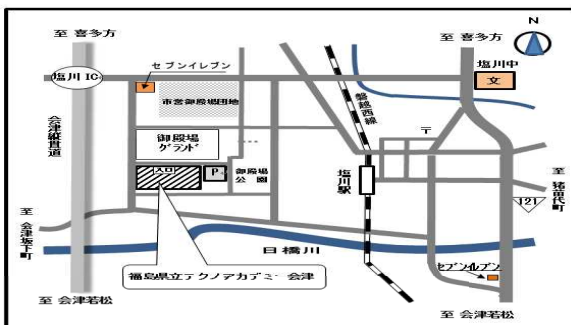 至 喜多方
至 喜多方
N
塩川 IC
セブンイレブン
塩川中
文
市営御殿場団地
磐越西線
〒
会津縦貫道
御殿場
グランド
入口
P
御殿場
公園
塩川駅
至 猪苗代町
121
至 会津坂下町
日橋川
福島県立テクノアカデミー会津
セブンイレブン
至 会津若松
至 会津若松